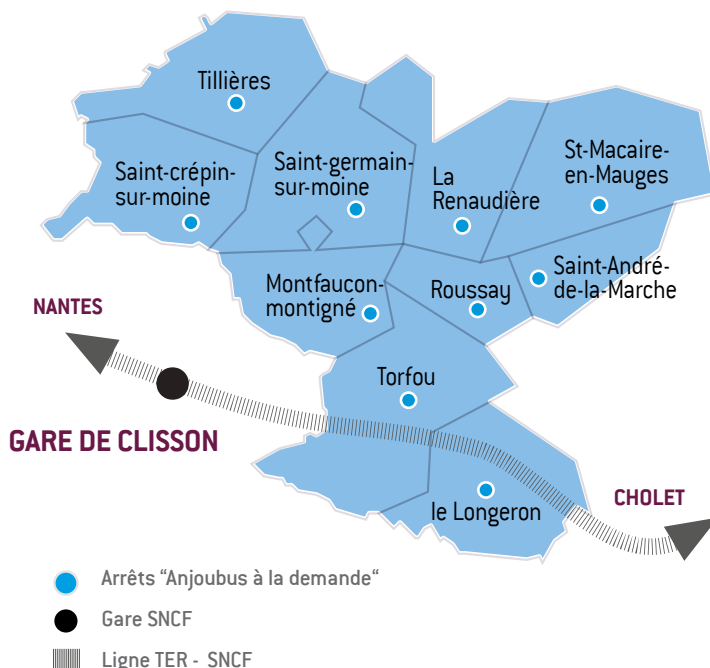 Tillières
Saint-crépin-
sur-moine
Saint-germain-
sur-moine
La
Renaudière
St-Macaire-
en-Mauges
Montfaucon-
montigné
Roussay
Saint-André-
de-la-Marche
NANTES
Torfou
GARE DE CLISSON
le Longeron
CHOLET
Arrêts “Anjoubus à la demande“
Gare SNCF
Ligne TER - SNCF